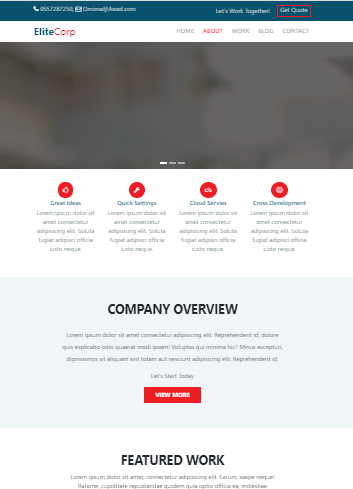 0557287250, Omima@Awad.com
Let's Work Together!
Get Quote
EliteCorp
HOME ABOUT WORK BLOG CONTACT
Great Ideas
Lorem ipsum dolor sit
amet consectetur
adipisicing elit. Soluta
fugiat adipisci officia
iusto neque.
Quick Settings
Lorem ipsum dolor sit
amet consectetur
adipisicing elit. Soluta
fugiat adipisci officia
iusto neque.
Cloud Servies
Lorem ipsum dolor sit
amet consectetur
adipisicing elit. Soluta
fugiat adipisci officia
iusto neque.
Cross Development
Lorem ipsum dolor sit
amet consectetur
adipisicing elit. Soluta
fugiat adipisci officia
iusto neque.
COMPANY OVERVIEW
Lorem ipsum dolor sit amet consectetur adipisicing elit. Reprehenderit id, dolore
quis explicabo odio quaerat modi ipsam! Voluptas qui minima hic? Minus excepturi,
dignissimos sit aliquam sint totam aut nesciunt adipisicing elit. Reprehenderit id.
Let's Start Today
VIEW MORE
FEATURED WORK
Lorem ipsum dolor sit amet, consectetur adipisicing elit. Earum, saepe neque!
Ratione, cupiditate repudiandae quidem quia optio officia ea, molestiae